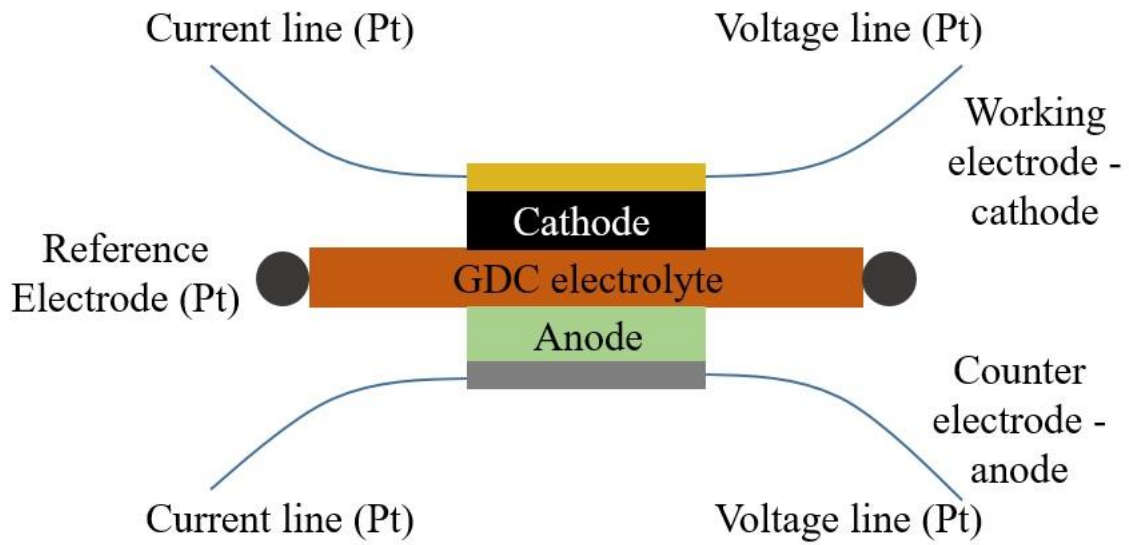 Current line (Pt)
Voltage line (Pt)
Working
electrode -
cathode
Cathode
Reference
Electrode (Pt)
GDC electrolyte
Anode
Counter
electrode -
anode
Current line (Pt)
Voltage line (Pt)